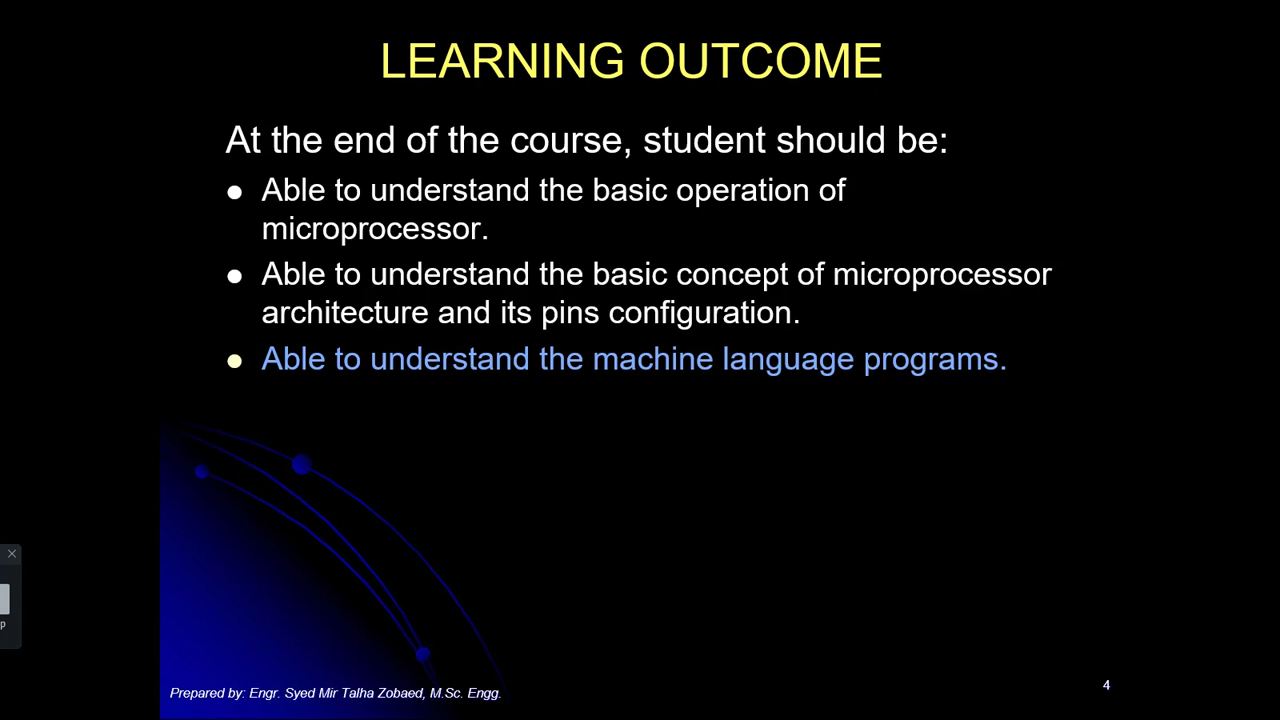 LEARNING OUTCOME
At the end of the course, student should be:
Able to understand the basic operation of
microprocessor.
Able to understand the basic concept of microprocessor
architecture and its pins configuration.
Able to understand the machine language programs.
p
Prepared by: Engr. Syed Mir Talha Zobaed, M.Sc. Engg.
4